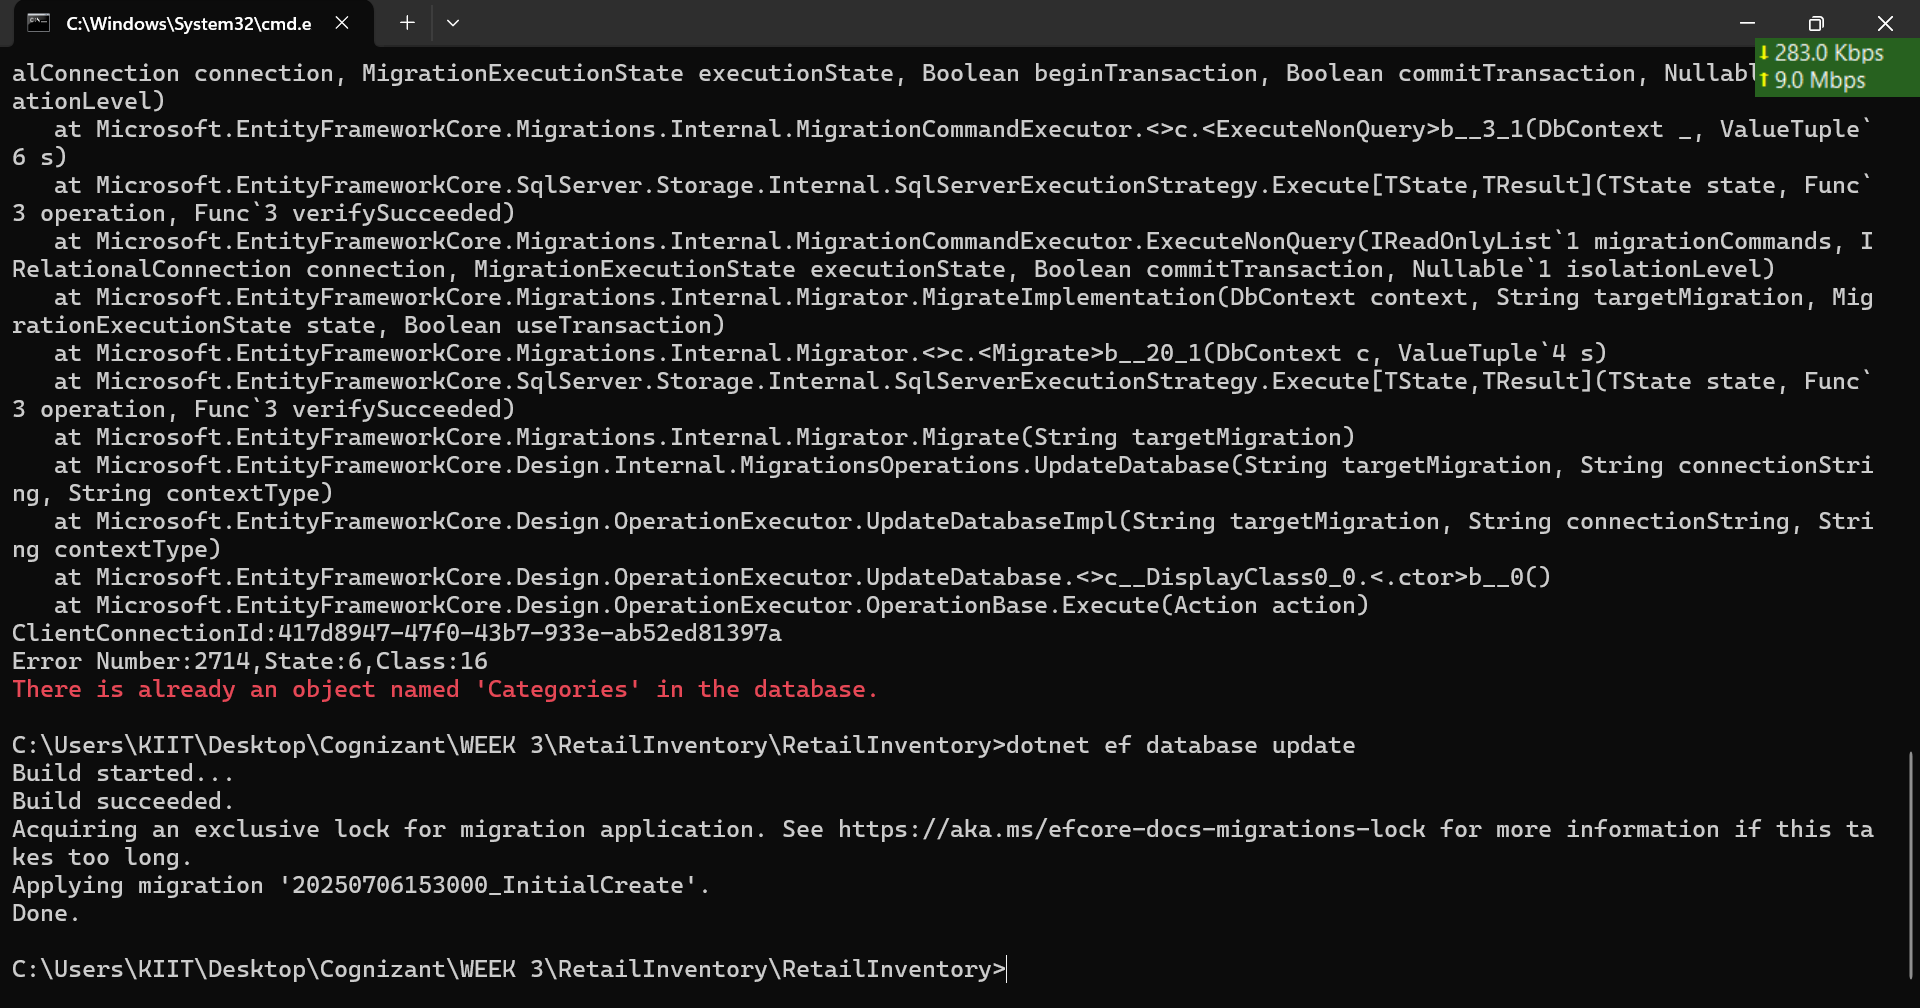 C:\Windows\System32\cmd.e
283.0 Kbps
9.0 Mbps
alConnection connection, MigrationExecutionState executionState, Boolean beginTransaction, Boolean commitTransaction, Nullabl
ationLevel)
   at Microsoft.EntityFrameworkCore.Migrations.Internal.MigrationCommandExecutor.<>c.<ExecuteNonQuery>b__3_1(DbContext _, ValueTuple`
6 s)
   at Microsoft.EntityFrameworkCore.SqlServer.Storage.Internal.SqlServerExecutionStrategy.Execute[TState,TResult](TState state, Func`
3 operation, Func`3 verifySucceeded)
   at Microsoft.EntityFrameworkCore.Migrations.Internal.MigrationCommandExecutor.ExecuteNonQuery(IReadOnlyList`1 migrationCommands, I
RelationalConnection connection, MigrationExecutionState executionState, Boolean commitTransaction, Nullable`1 isolationLevel)
   at Microsoft.EntityFrameworkCore.Migrations.Internal.Migrator.MigrateImplementation(DbContext context, String targetMigration, Mig
rationExecutionState state, Boolean useTransaction)
   at Microsoft.EntityFrameworkCore.Migrations.Internal.Migrator.<>c.<Migrate>b__20_1(DbContext c, ValueTuple`4 s)
   at Microsoft.EntityFrameworkCore.SqlServer.Storage.Internal.SqlServerExecutionStrategy.Execute[TState,TResult](TState state, Func`
3 operation, Func`3 verifySucceeded)
   at Microsoft.EntityFrameworkCore.Migrations.Internal.Migrator.Migrate(String targetMigration)
   at Microsoft.EntityFrameworkCore.Design.Internal.MigrationsOperations.UpdateDatabase(String targetMigration, String connectionStri
ng, String contextType)
   at Microsoft.EntityFrameworkCore.Design.OperationExecutor.UpdateDatabaseImpl(String targetMigration, String connectionString, Stri
ng contextType)
   at Microsoft.EntityFrameworkCore.Design.OperationExecutor.UpdateDatabase.<>c__DisplayClass0_0.<.ctor>b__0()
   at Microsoft.EntityFrameworkCore.Design.OperationExecutor.OperationBase.Execute(Action action)
ClientConnectionId:417d8947-47f0-43b7-933e-ab52ed81397a
Error Number:2714,State:6,Class:16
There is already an object named 'Categories' in the database.
C:\Users\KIIT\Desktop\Cognizant\WEEK 3\RetailInventory\RetailInventory>dotnet ef database update
Build started...
Build succeeded.
Acquiring an exclusive lock for migration application. See https://aka.ms/efcore-docs-migrations-lock for more information if this ta
kes too long.
Applying migration '20250706153000_InitialCreate'.
Done.
C:\Users\KIIT\Desktop\Cognizant\WEEK 3\RetailInventory\RetailInventory>